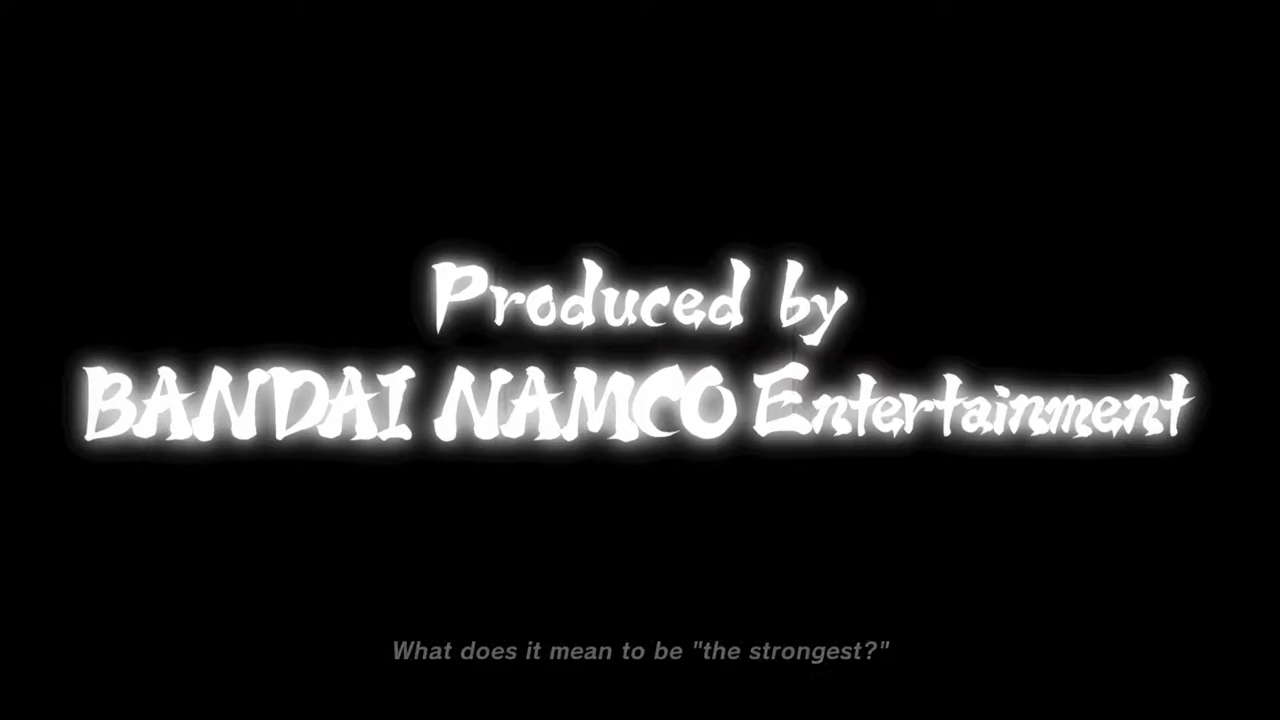 Produced by
BANDAI NAMCO Entertainment
What does it mean to be "the strongest?"